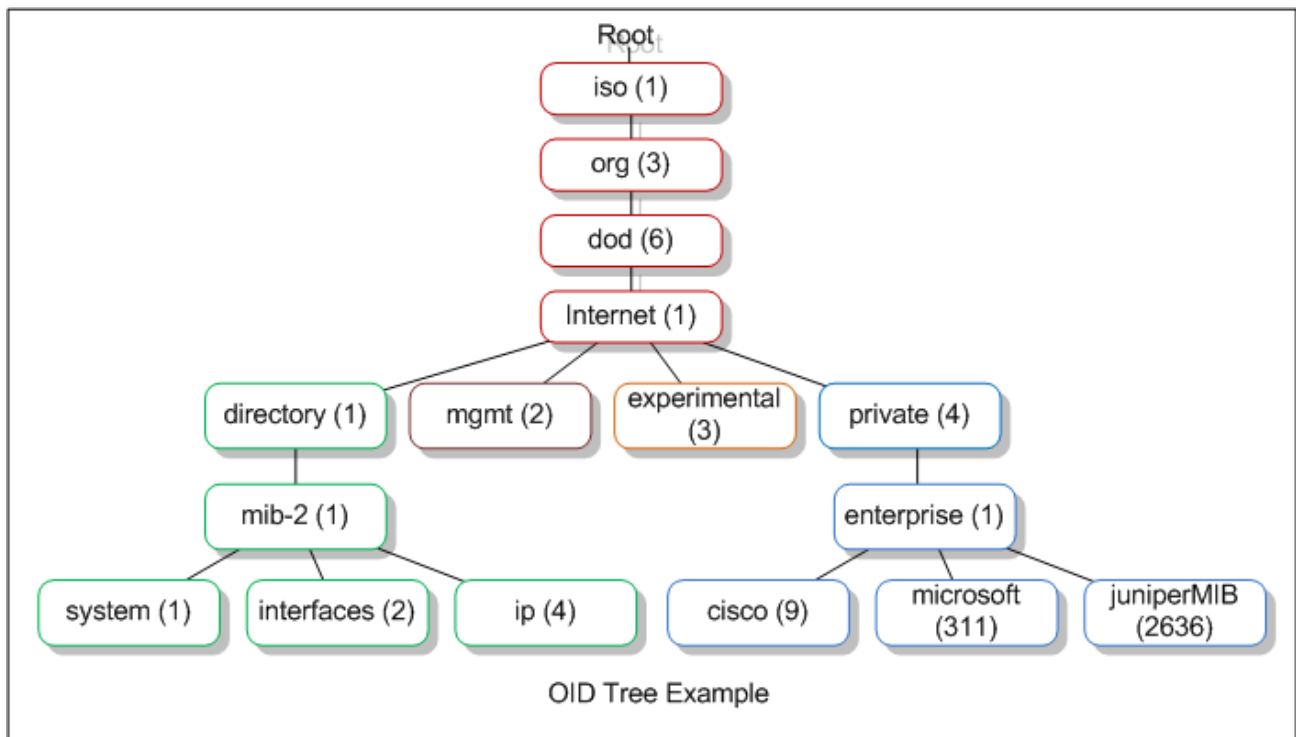 Root
iso (1)
org (3)
dod (6)
Internet (1)
directory (1)
mgmt (2)
experimental
(3)
private (4)
mib-2 (1)
enterprise (1)
system (1)
interfaces (2)
ip (4)
cisco (9)
microsoft
(311)
juniperMIB
(2636)
OID Tree Example